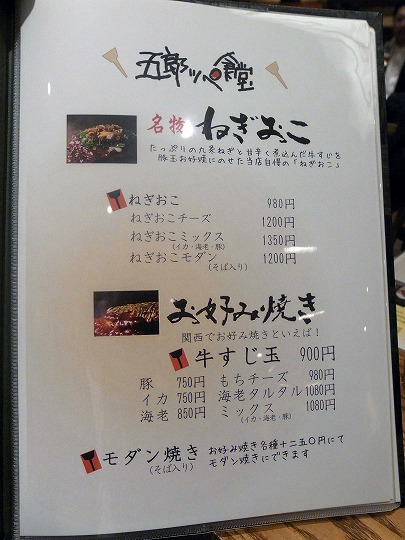 五郎ッペ食堂
名物 ねぎおこ
たっぷりの九条ねぎと甘辛く煮込んだ牛すじを
豚玉お好焼にのせた当店自慢の「ねぎおこ」
ねぎおこ 980円
ねぎおこチーズ 1200円
ねぎおこミックス 1350円
(イカ・海老・豚)
ねぎおこモダン 1200円
(そば入り)
お好み焼き
関西でお好み焼きといえば!
牛すじ玉 900円
豚 750円 もちチーズ 980円
イカ 750円 海老タルタル 1080円
海老 850円 ミックス 1080円
(イカ・海老・豚)
モダン焼き お好み焼き各種+二五〇円にて
(そば入り) モダン焼きにできます